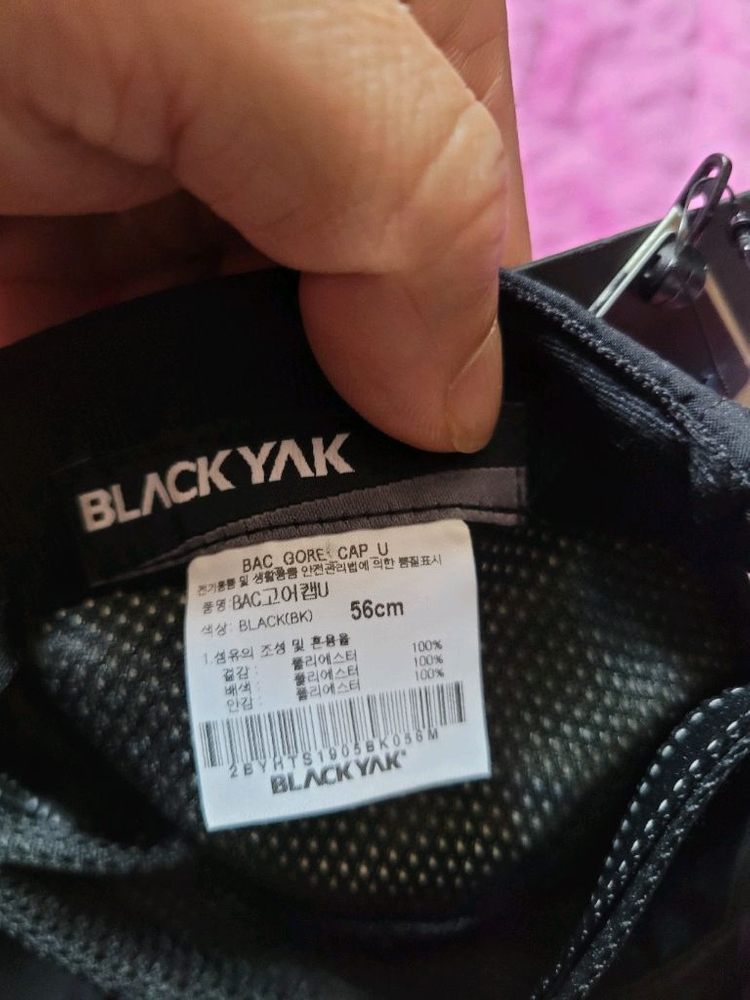 BLACKYAK
BAC_GORE_CAP_U
전기용품 및 생활용품 안전관리법에 의한 품질표시
품명: BAC고어캡U
색상: BLACK(BK) 56cm
1.섬유의 조성 및 혼용율
겉감 : 폴리에스터 100%
배색 : 폴리에스터 100%
안감 : 폴리에스터 100%
2BYHTS1905BK056M
BLACKYAK